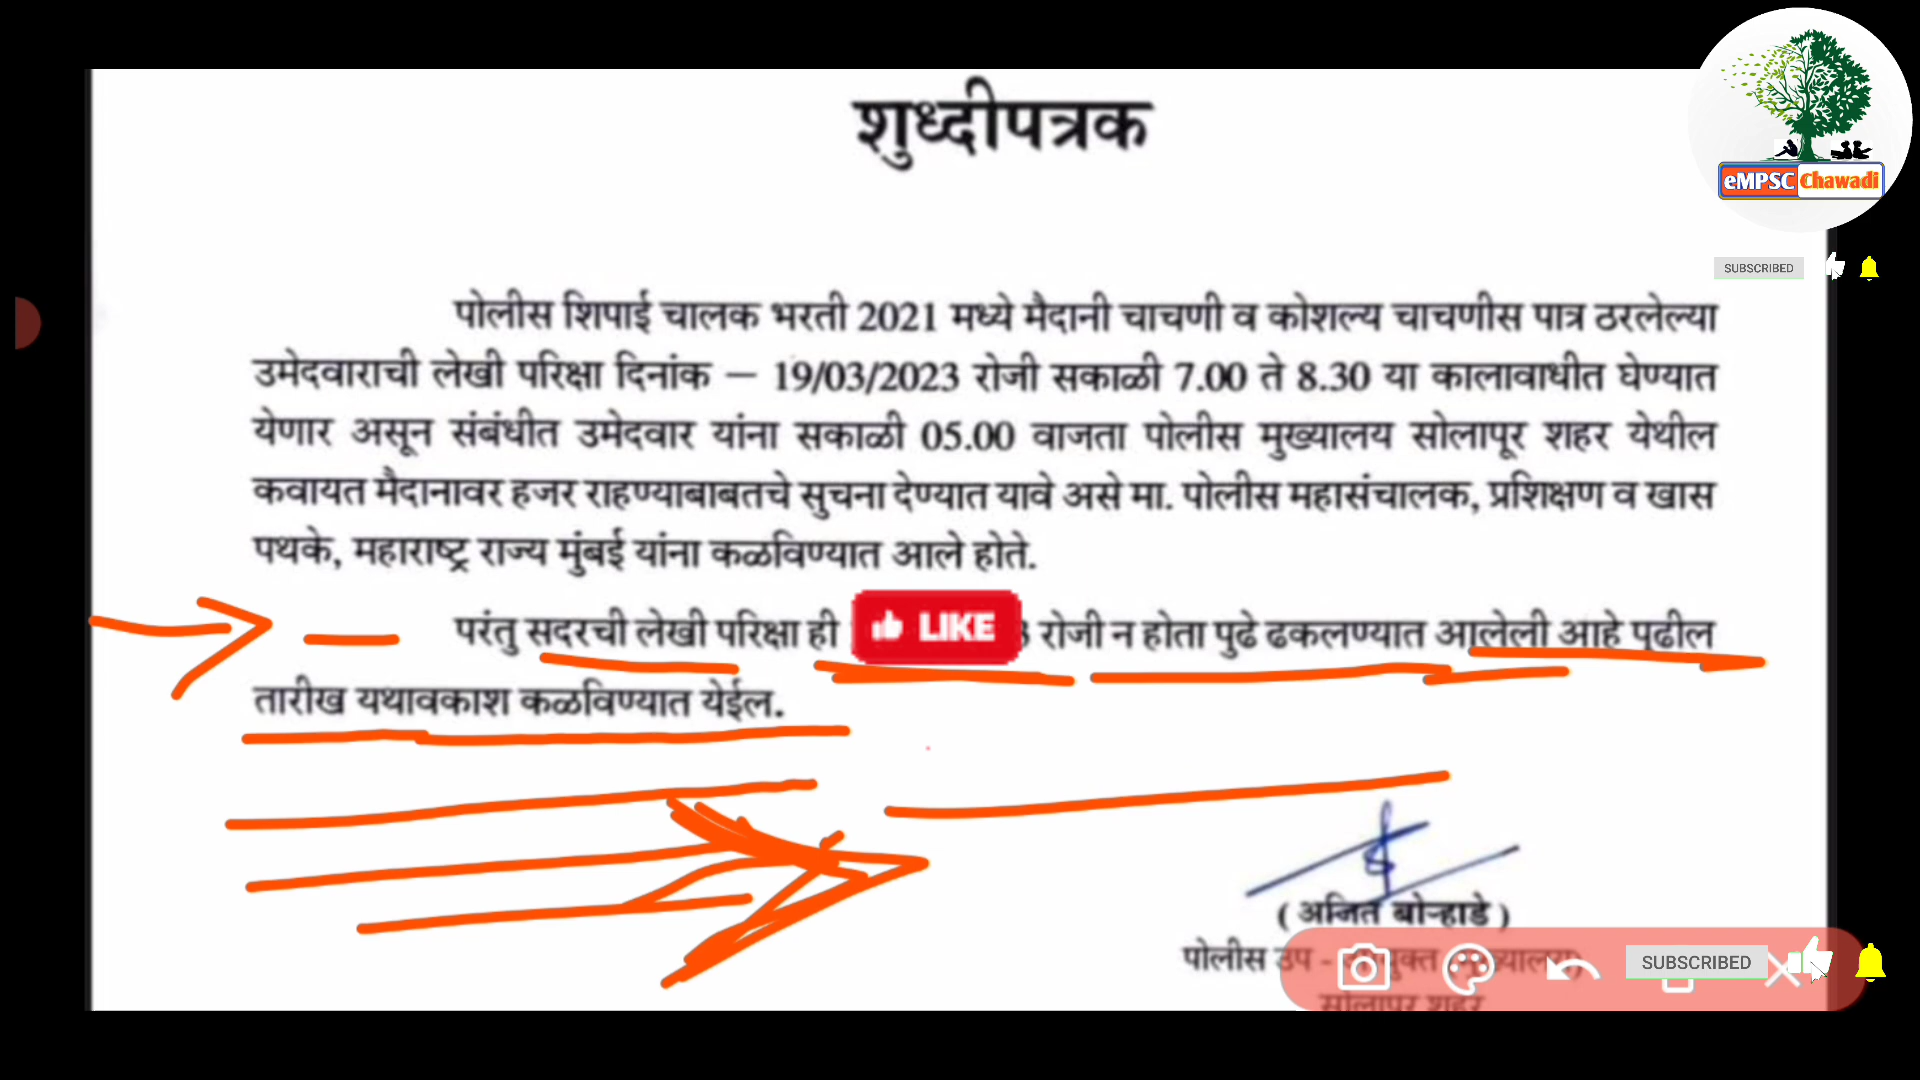 शुध्दीपत्रक
eMPSC Chawadi
SUBSCRIBED
पोलीस शिपाई चालक भरती 2021 मध्ये मैदानी चाचणी व कोशल्य चाचणीस पात्र ठरलेल्या
उमेदवाराची लेखी परिक्षा दिनांक – 19/03/2023 रोजी सकाळी 7.00 ते 8.30 या कालावाधीत घेण्यात
येणार असून संबंधीत उमेदवार यांना सकाळी 05.00 वाजता पोलीस मुख्यालय सोलापूर शहर येथील
कवायत मैदानावर हजर राहण्याबाबतचे सुचना देण्यात यावे असे मा. पोलीस महासंचालक, प्रशिक्षण व खास
पथके, महाराष्ट्र राज्य मुंबई यांना कळविण्यात आले होते.
परंतु सदरची लेखी परिक्षा ही LIKE रोजी न होता पुढे ढकलण्यात आलेली आहे पुढील
तारीख यथावकाश कळविण्यात येईल.
( अजित बोऱ्हाडे )
पोलीस उप -
SUBSCRIBED
सोलापूर शहर